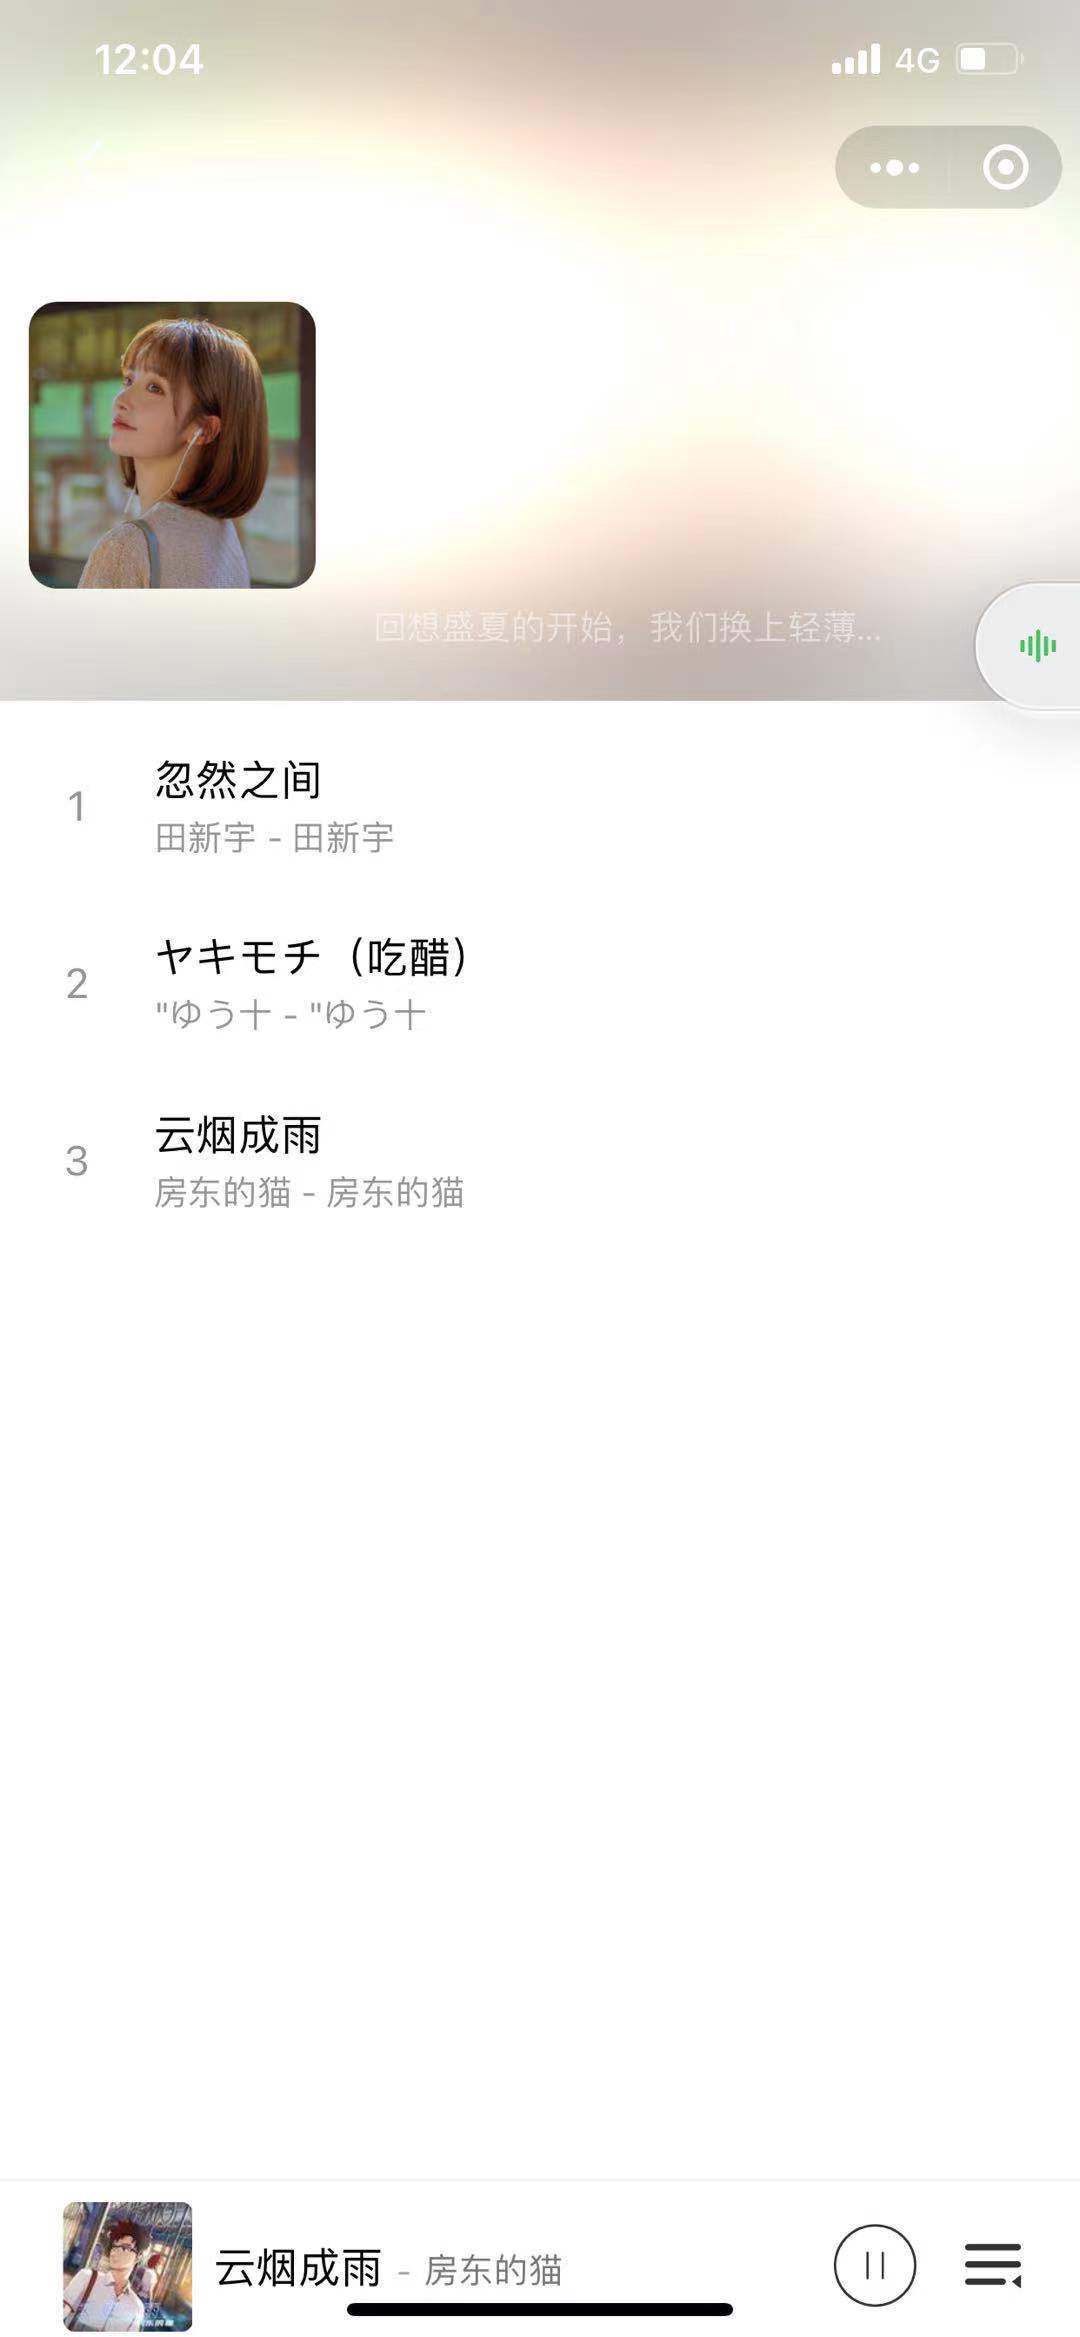 12:04
4G
回想盛夏的开始，我们换上轻薄...
1
忽然之间
田新宇 - 田新宇
2
ヤキモチ（吃醋）
"ゆう十 - "ゆう十
3
云烟成雨
房东的猫 - 房东的猫
云烟成雨 - 房东的猫